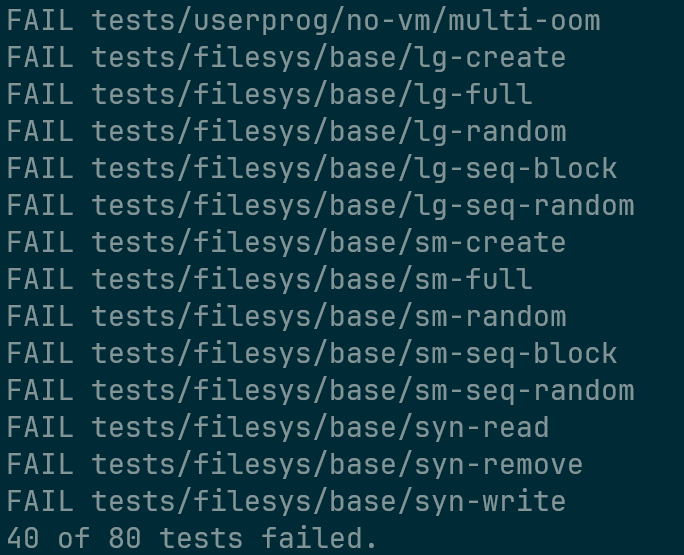 FAIL tests/userprog/no-vm/multi-oom
FAIL tests/filesys/base/lg-create
FAIL tests/filesys/base/lg-full
FAIL tests/filesys/base/lg-random
FAIL tests/filesys/base/lg-seq-block
FAIL tests/filesys/base/lg-seq-random
FAIL tests/filesys/base/sm-create
FAIL tests/filesys/base/sm-full
FAIL tests/filesys/base/sm-random
FAIL tests/filesys/base/sm-seq-block
FAIL tests/filesys/base/sm-seq-random
FAIL tests/filesys/base/syn-read
FAIL tests/filesys/base/syn-remove
FAIL tests/filesys/base/syn-write
40 of 80 tests failed.